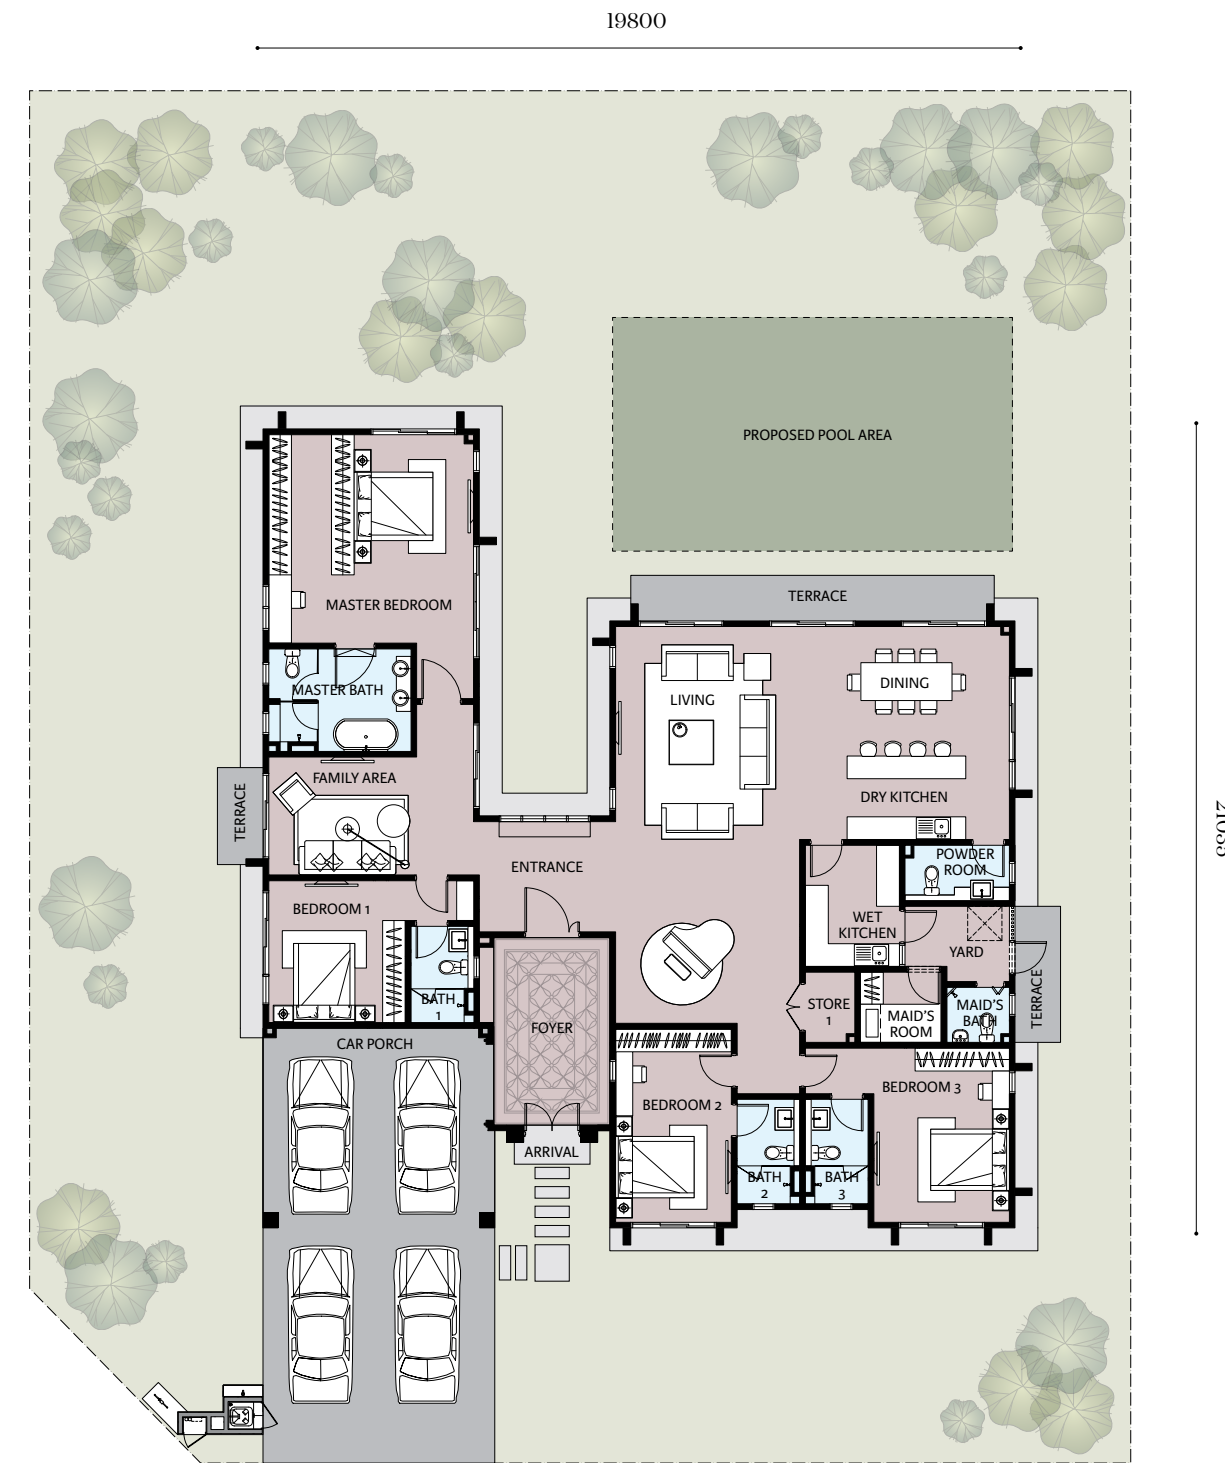 19800
PROPOSED POOL AREA
TERRACE
MASTER BEDROOM
MASTER BATH
LIVING
DINING
FAMILY AREA
TERRACE
DRY KITCHEN
POWDER
ROOM
ENTRANCE
BEDROOM 1
WET
KITCHEN
YARD
BATH
1
FOYER
STORE
1
MAID'S
ROOM
MAID'S
BATH
TERRACE
CAR PORCH
BEDROOM 2
BEDROOM 3
ARRIVAL
BATH
2
BATH
3